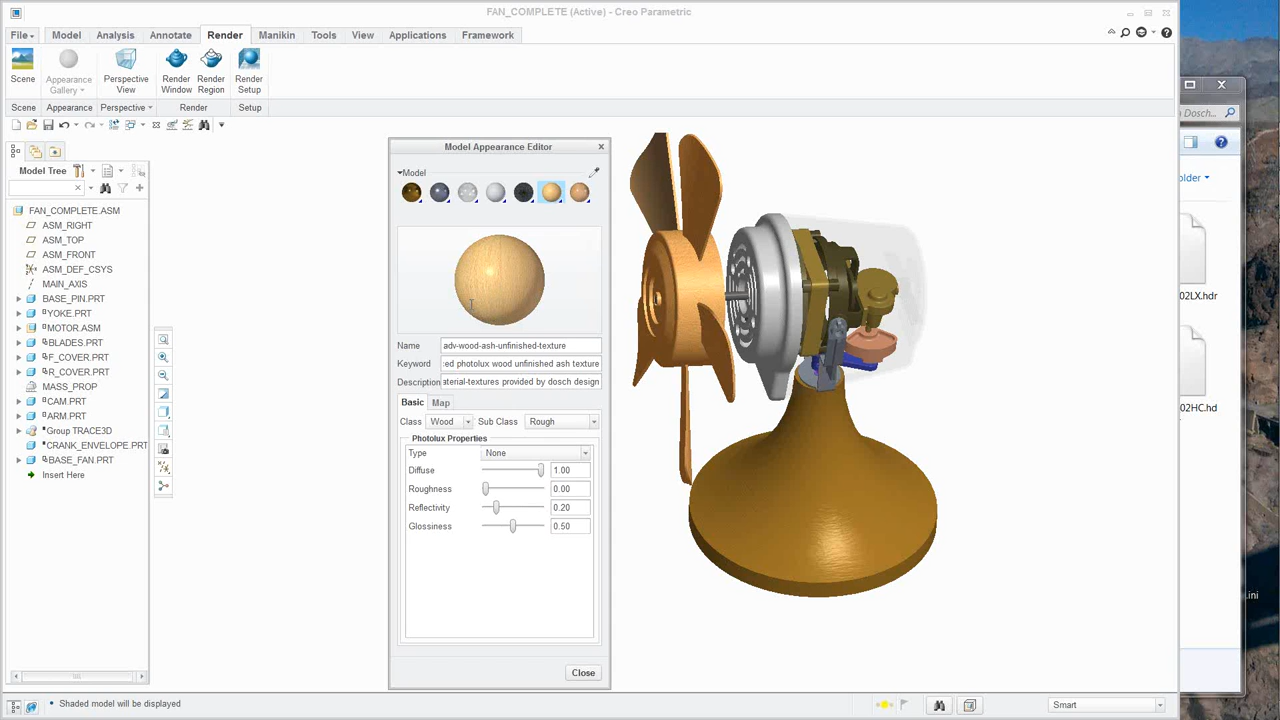 FAN_COMPLETE (Active) - Creo Parametric
File Model Analysis Annotate Render Manikin Tools View Applications Framework
Scene Appearance Gallery Perspective View Render Window Render Region Render Setup
Scene Appearance Perspective Render Setup
Model Tree
FAN_COMPLETE.ASM
ASM_RIGHT
ASM_TOP
ASM_FRONT
ASM_DEF_CSYS
MAIN_AXIS
BASE_PIN.PRT
YOKE.PRT
MOTOR.ASM
BLADES.PRT
F_COVER.PRT
R_COVER.PRT
MASS_PROP
CAM.PRT
ARM.PRT
Group TRACE3D
*CRANK_ENVELOPE.PRT
BASE_FAN.PRT
Insert Here
Model Appearance Editor
Model
Name adv-wood-ash-unfinished-texture
Keyword ed photolux wood unfinished ash texture
Description aterial-textures provided by dosch design
Basic Map
Class Wood Sub Class Rough
Photolux Properties
Type None
Diffuse 1.00
Roughness 0.00
Reflectivity 0.20
Glossiness 0.50
Close
Dosch...
older
02LX.hdr
02HC.hd
.ini
• Shaded model will be displayed
Smart